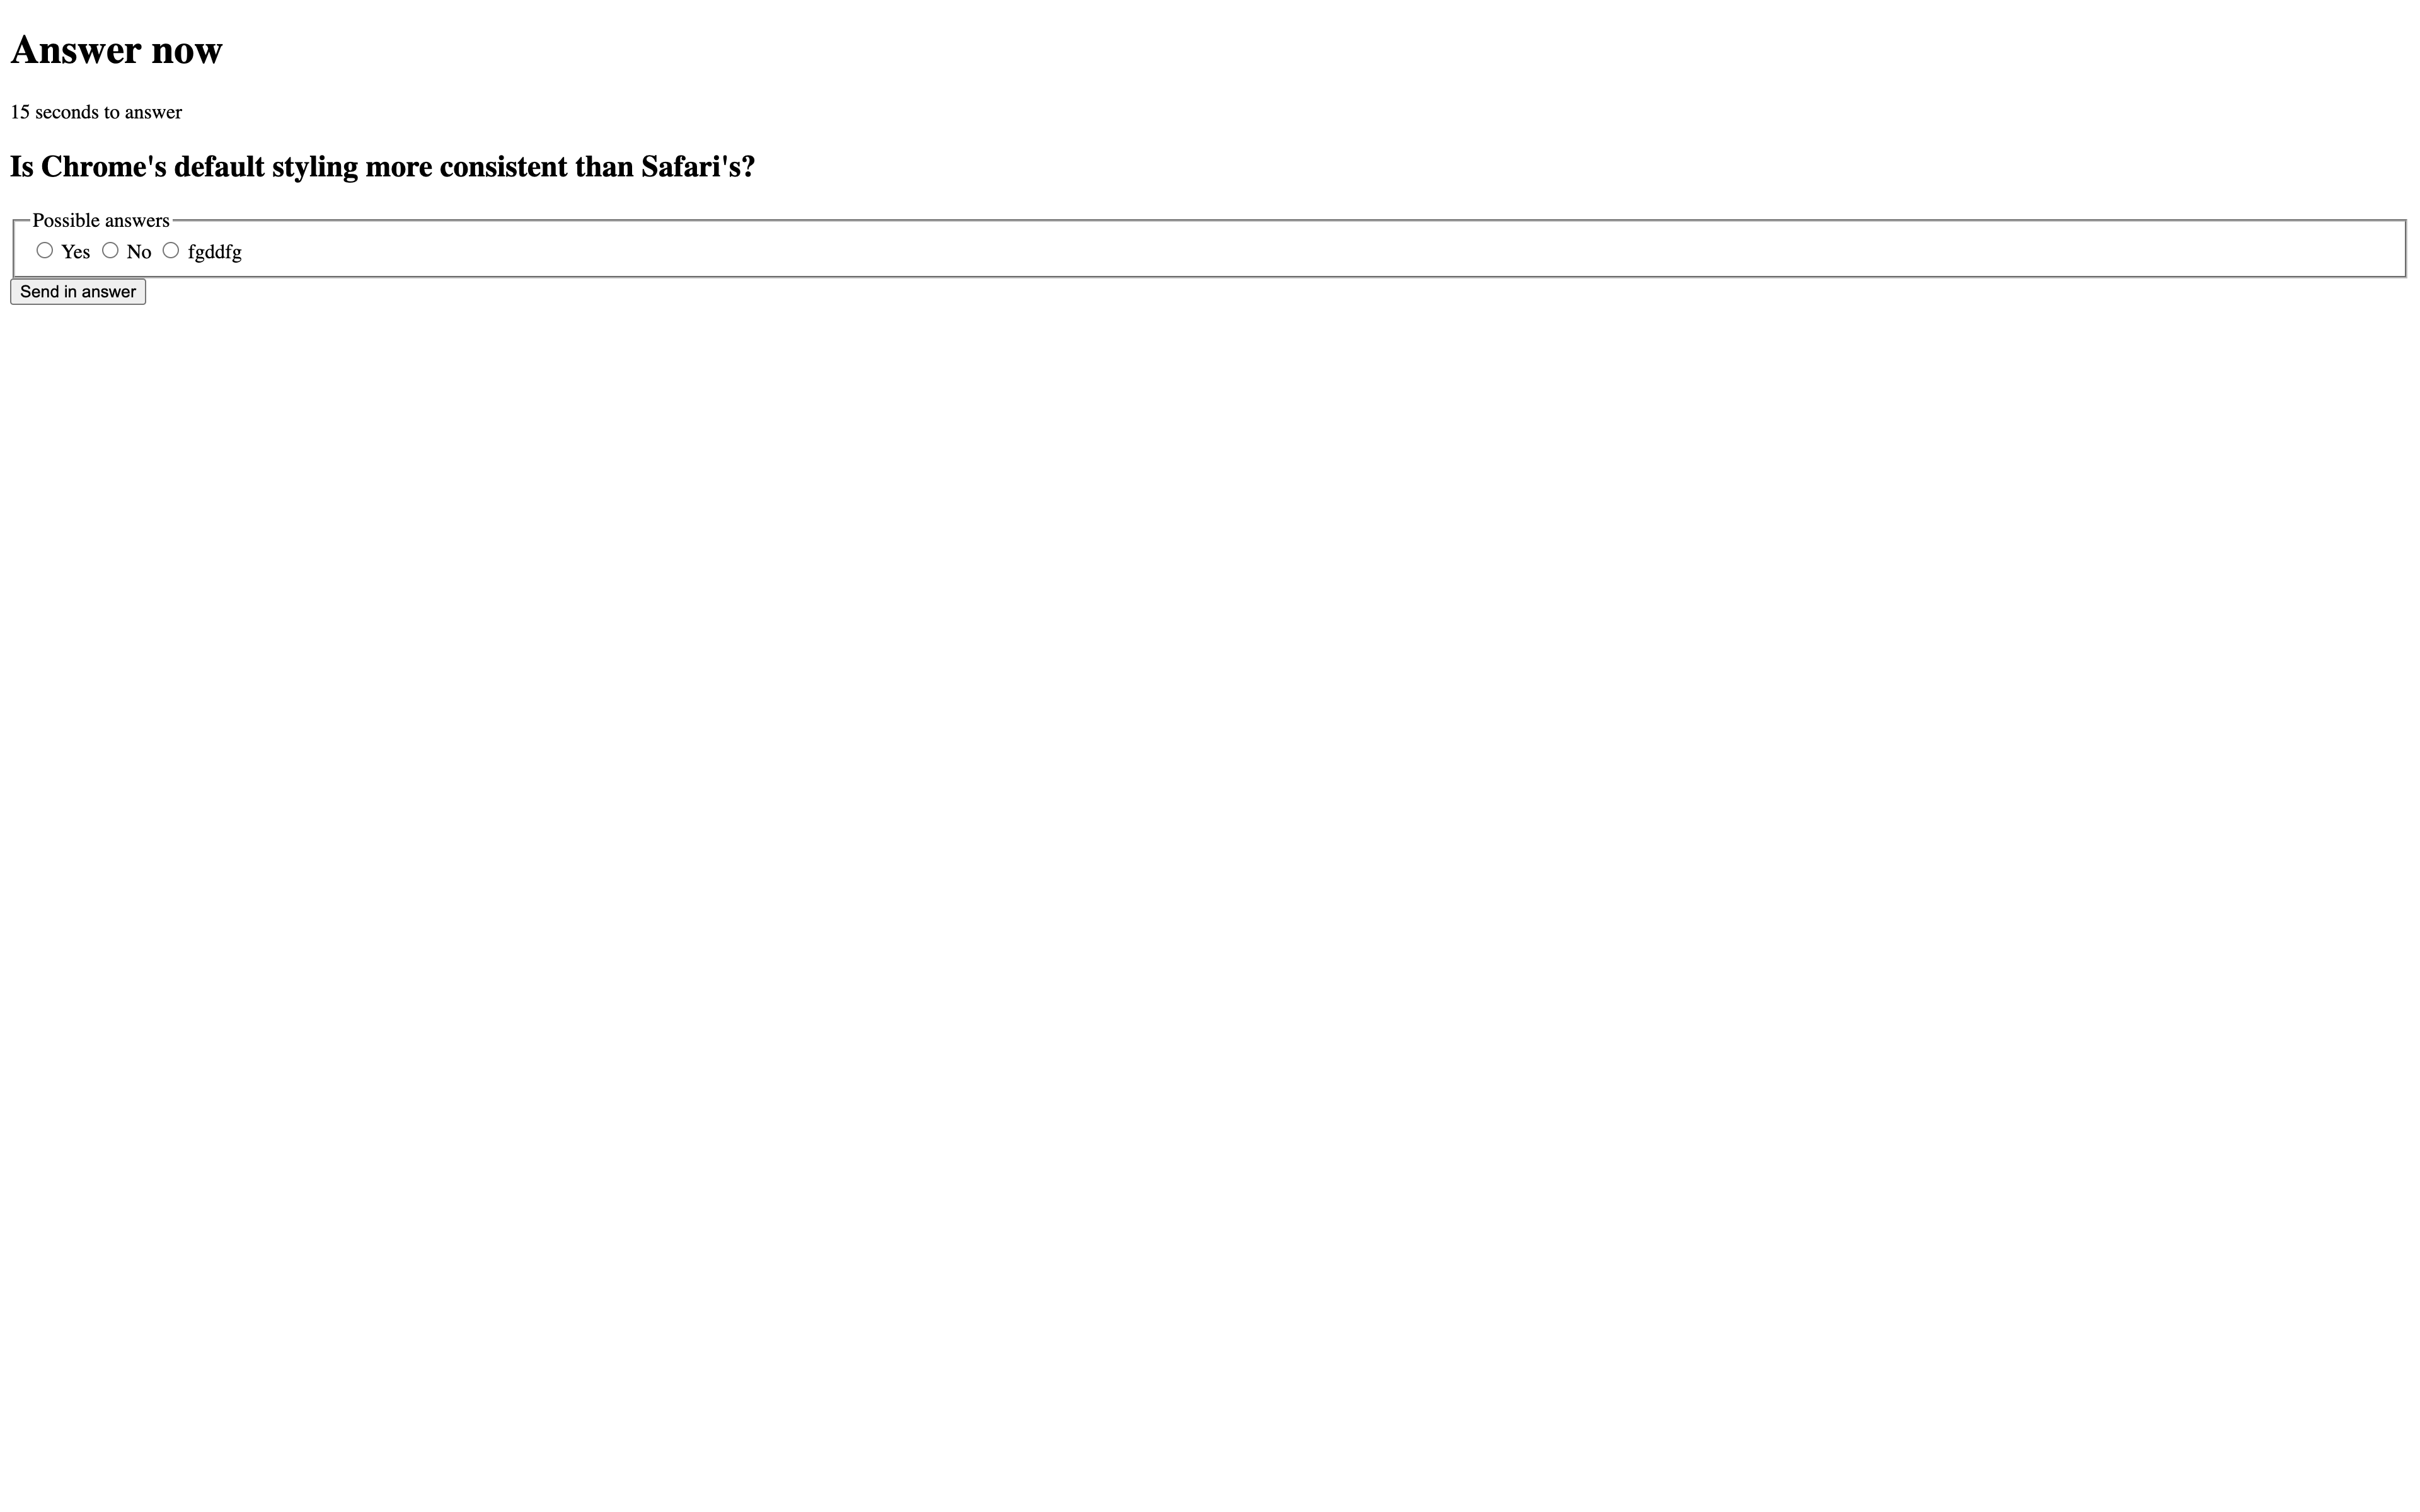 Answer now
15 seconds to answer
Is Chrome's default styling more consistent than Safari's?
Possible answers
Yes No fgddfg
Send in answer